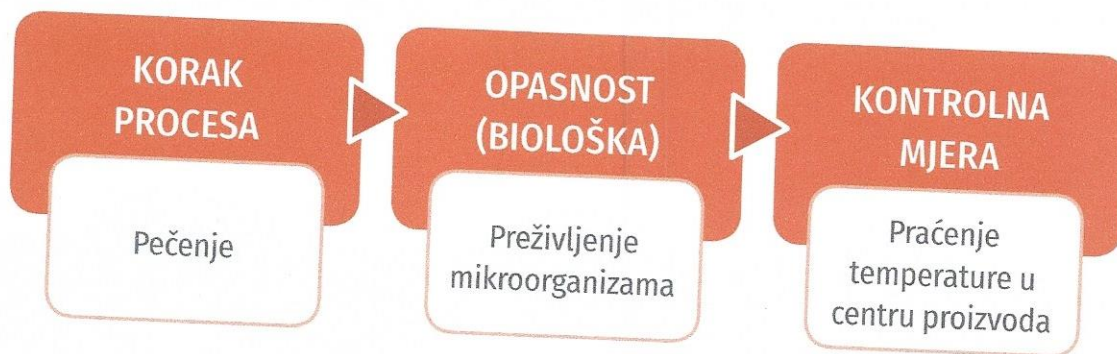 KORAK
PROCESA
Pečenje
OPASNOST
(BIOLOŠKA)
Preživljenje
mikroorganizama
KONTROLNA
MJERA
Praćenje
temperature u
centru proizvoda